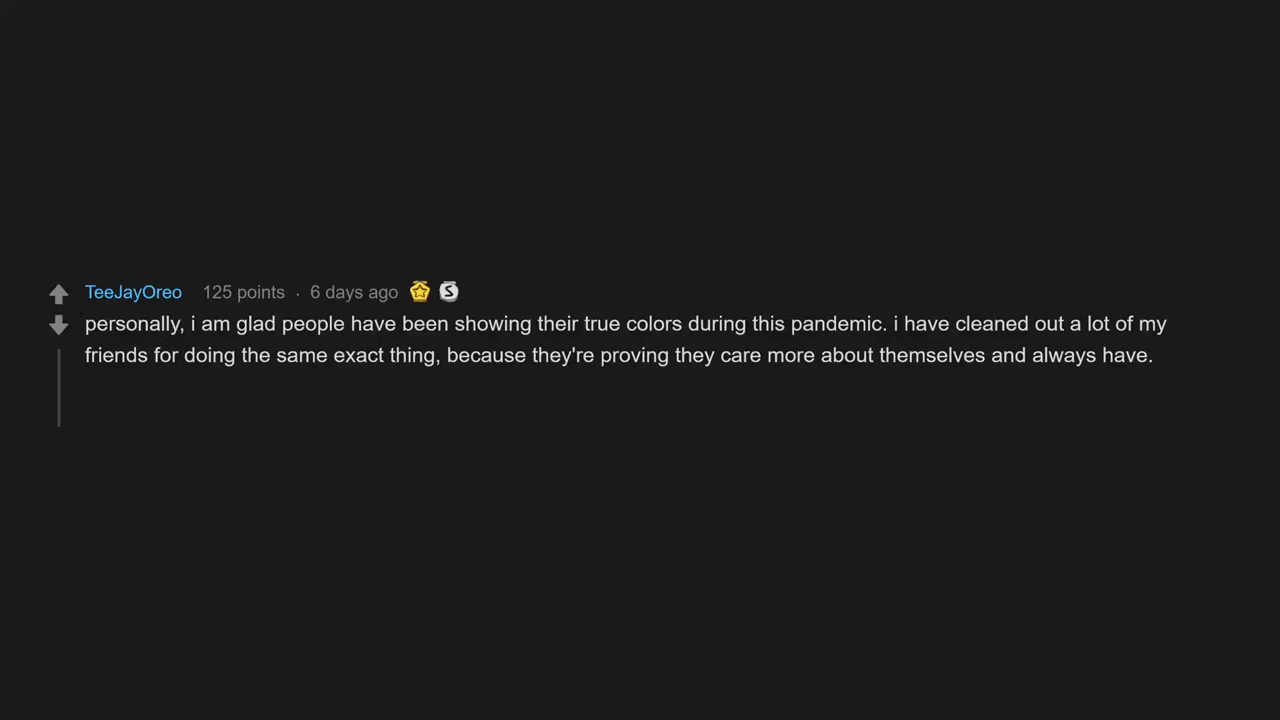 TeeJayOreo 125 points · 6 days ago S
personally, i am glad people have been showing their true colors during this pandemic. i have cleaned out a lot of my
friends for doing the same exact thing, because they're proving they care more about themselves and always have.